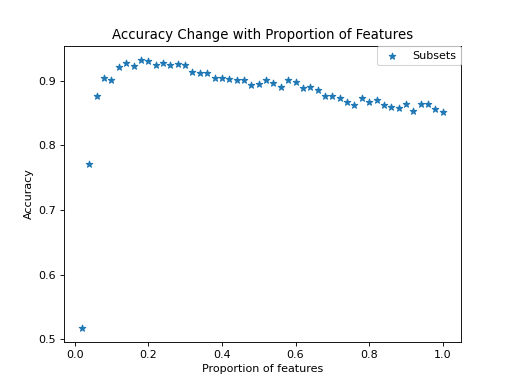 Accuracy Change with Proportion of Features
Subsets
Accuracy
0.9
0.8
0.7
0.6
0.5
0.0 0.2 0.4 0.6 0.8 1.0
Proportion of features